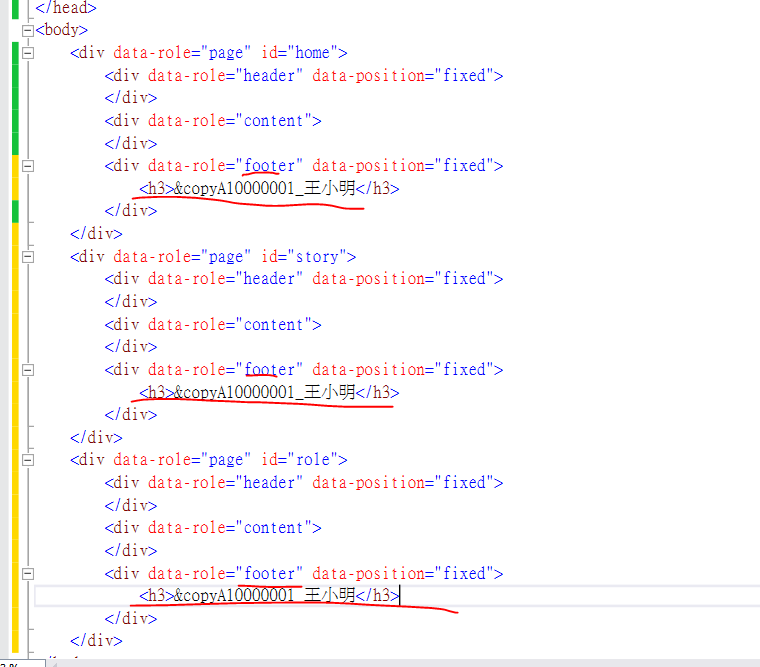 </head>
<body>
<div data-role="page" id="home">
<div data-role="header" data-position="fixed">
</div>
<div data-role="content">
</div>
<div data-role="footer" data-position="fixed">
<h3>&copyA10000001_王小明</h3>
</div>
</div>
<div data-role="page" id="story">
<div data-role="header" data-position="fixed">
</div>
<div data-role="content">
</div>
<div data-role="footer" data-position="fixed">
<h3>&copyA10000001_王小明</h3>
</div>
</div>
<div data-role="page" id="role">
<div data-role="header" data-position="fixed">
</div>
<div data-role="content">
</div>
<div data-role="footer" data-position="fixed">
<h3>&copyA10000001_王小明</h3>
</div>
</div>